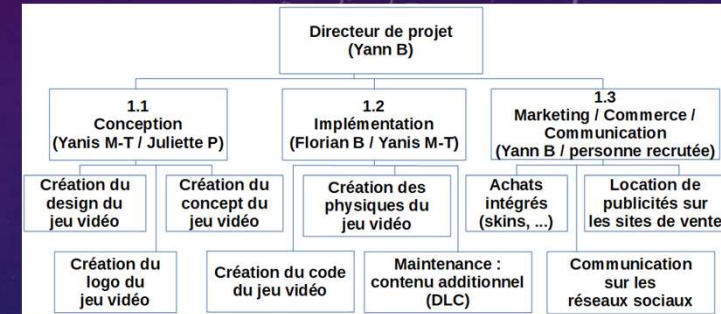 Directeur de projet
(Yann B)
1.1
Conception
(Yanis M-T / Juliette P)
1.2
Implémentation
(Florian B / Yanis M-T)
1.3
Marketing / Commerce /
Communication
(Yann B / personne recrutée)
Création du
design du
jeu vidéo
Création du
concept du
jeu vidéo
Création du
logo du
jeu vidéo
Création des
physiques du
jeu vidéo
Création du code
du jeu vidéo
Maintenance :
contenu additionnel
(DLC)
Achats
intégrés
(skins, ...)
Location de
publicités sur
les sites de vente
Communication
sur les
réseaux sociaux